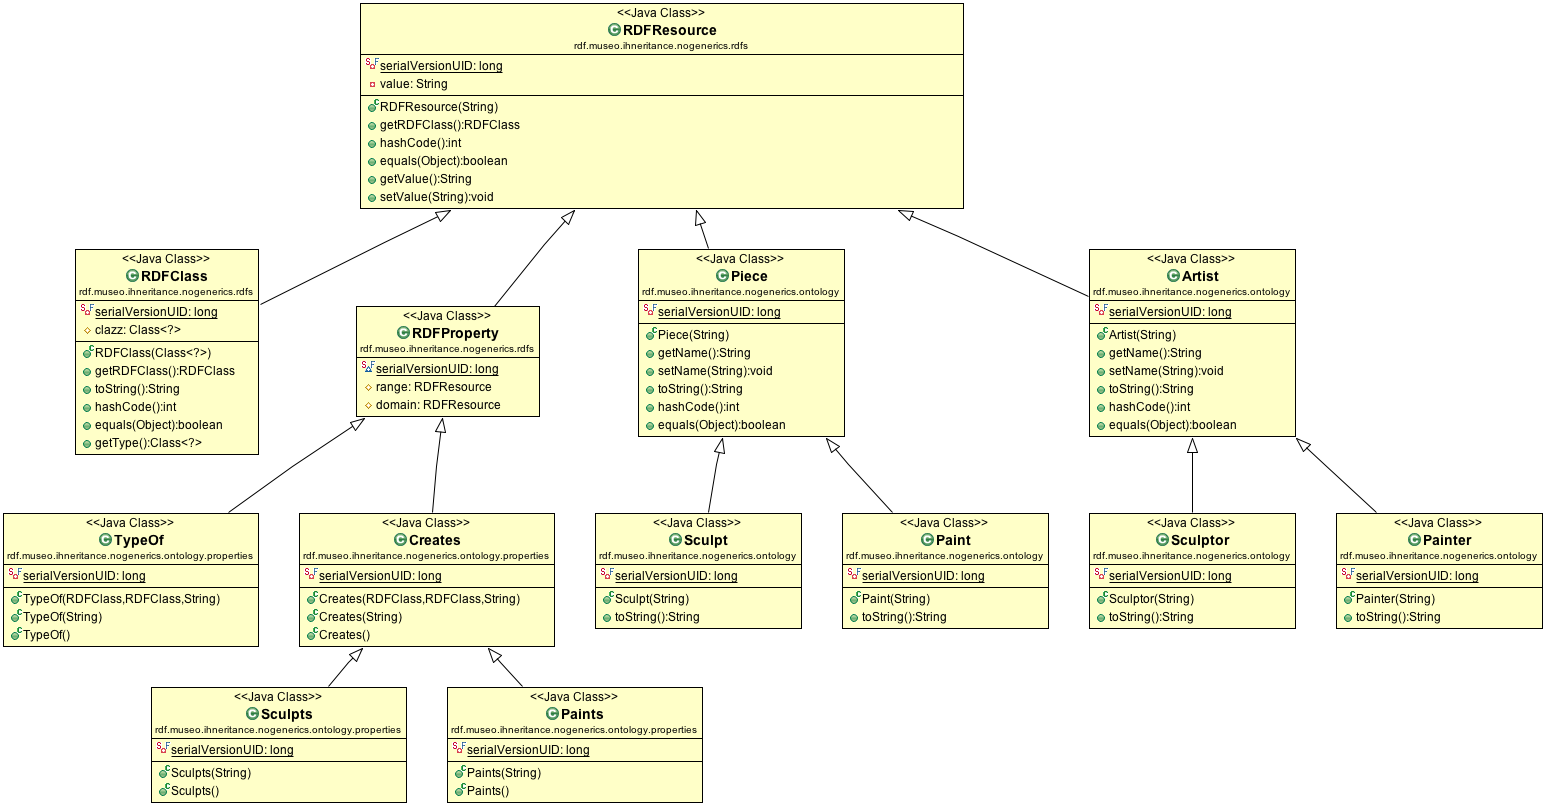 <<Java Class>>
RDFResource
rdf.museo.ihneritance.nogenerics.rdfs
serialVersionUID: long
value: String
RDFResource(String)
getRDFClass():RDFClass
hashCode():int
equals(Object):boolean
getValue():String
setValue(String):void
<<Java Class>>
RDFClass
rdf.museo.ihneritance.nogenerics.rdfs
serialVersionUID: long
clazz: Class<?>
RDFClass(Class<?>)
getRDFClass():RDFClass
toString():String
hashCode():int
equals(Object):boolean
getType():Class<?>
<<Java Class>>
RDFProperty
rdf.museo.ihneritance.nogenerics.rdfs
serialVersionUID: long
range: RDFResource
domain: RDFResource
<<Java Class>>
Piece
rdf.museo.ihneritance.nogenerics.ontology
serialVersionUID: long
Piece(String)
getName():String
setName(String):void
toString():String
hashCode():int
equals(Object):boolean
<<Java Class>>
Artist
rdf.museo.ihneritance.nogenerics.ontology
serialVersionUID: long
Artist(String)
getName():String
setName(String):void
toString():String
hashCode():int
equals(Object):boolean
<<Java Class>>
TypeOf
rdf.museo.ihneritance.nogenerics.ontology.properties
serialVersionUID: long
TypeOf(RDFClass,RDFClass,String)
TypeOf(String)
TypeOf()
<<Java Class>>
Creates
rdf.museo.ihneritance.nogenerics.ontology.properties
serialVersionUID: long
Creates(RDFClass,RDFClass,String)
Creates(String)
Creates()
<<Java Class>>
Sculpt
rdf.museo.ihneritance.nogenerics.ontology
serialVersionUID: long
Sculpt(String)
toString():String
<<Java Class>>
Paint
rdf.museo.ihneritance.nogenerics.ontology
serialVersionUID: long
Paint(String)
toString():String
<<Java Class>>
Sculptor
rdf.museo.ihneritance.nogenerics.ontology
serialVersionUID: long
Sculptor(String)
toString():String
<<Java Class>>
Painter
rdf.museo.ihneritance.nogenerics.ontology
serialVersionUID: long
Painter(String)
toString():String
<<Java Class>>
Sculpts
rdf.museo.ihneritance.nogenerics.ontology.properties
serialVersionUID: long
Sculpts(String)
Sculpts()
<<Java Class>>
Paints
rdf.museo.ihneritance.nogenerics.ontology.properties
serialVersionUID: long
Paints(String)
Paints()